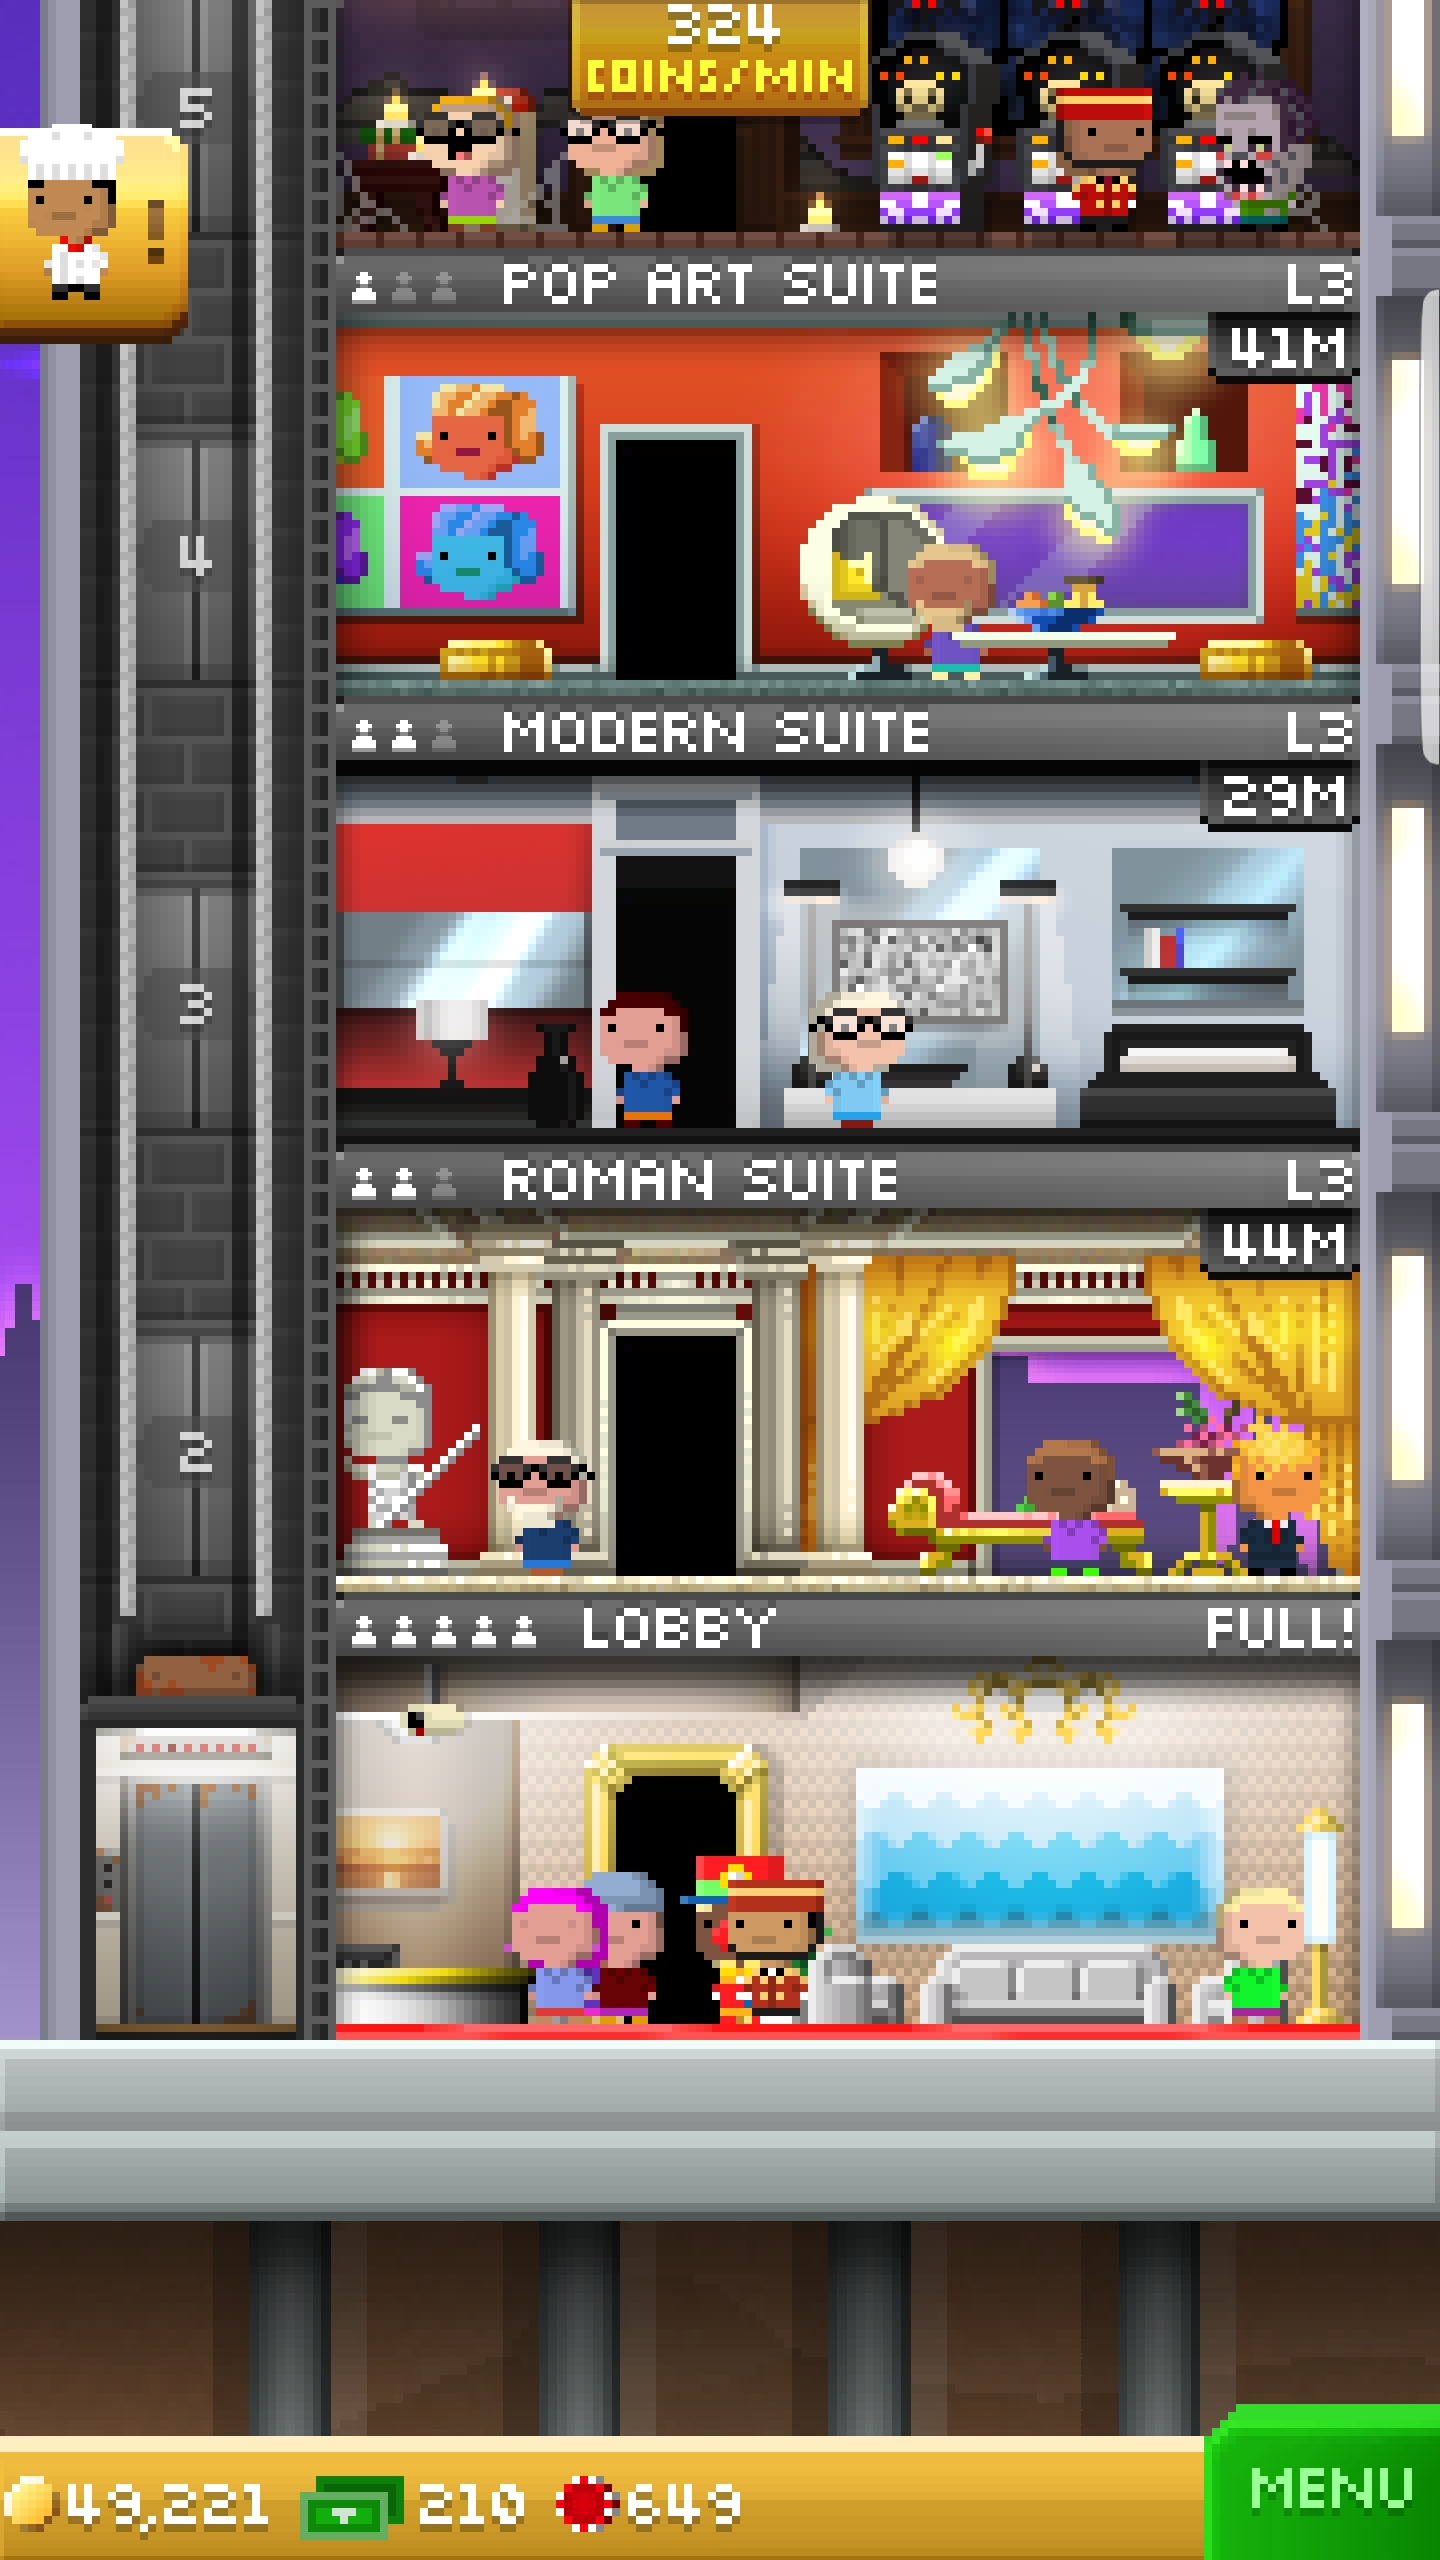 324
COINS/MIN
5
!
POP ART SUITE L3
41M
4
MODERN SUITE L3
29M
3
ROMAN SUITE L3
44M
2
LOBBY FULL!
49,221 210 649
MENU